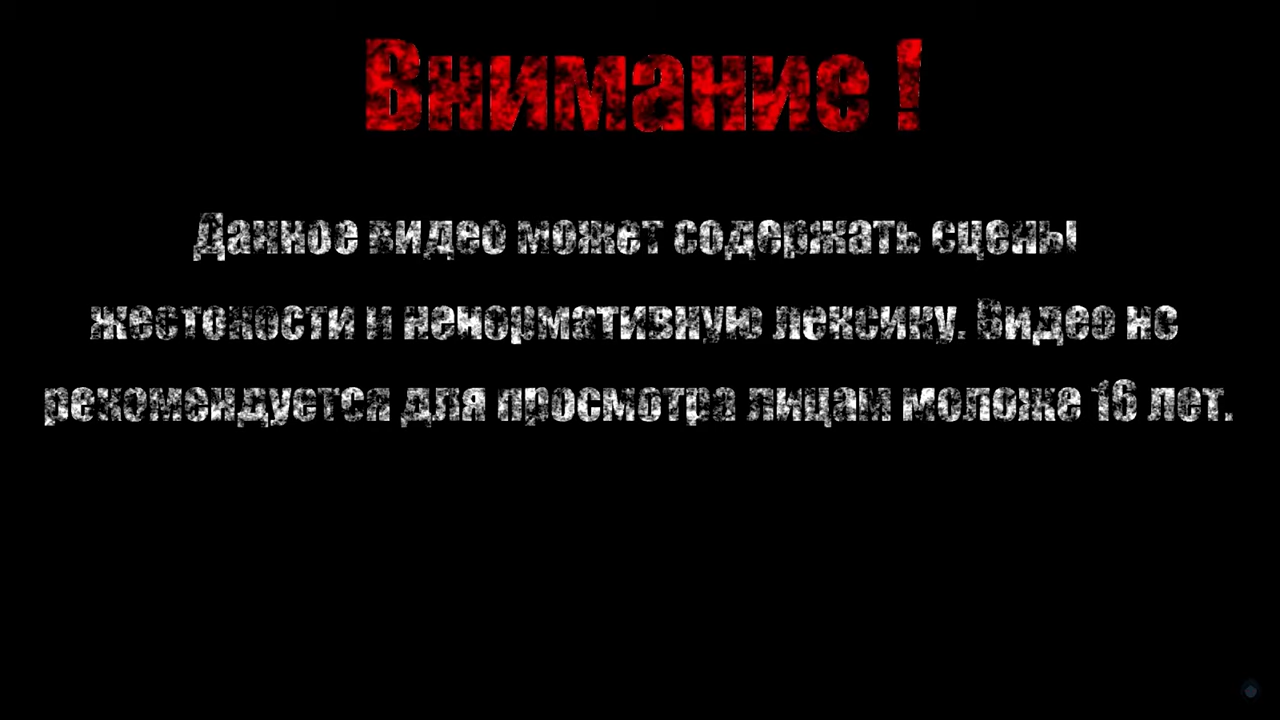 Внимание !
Данное видео может содержать сцены
жестокости и ненормативную лексику. Видео не
рекомендуется для просмотра лицам моложе 16 лет.